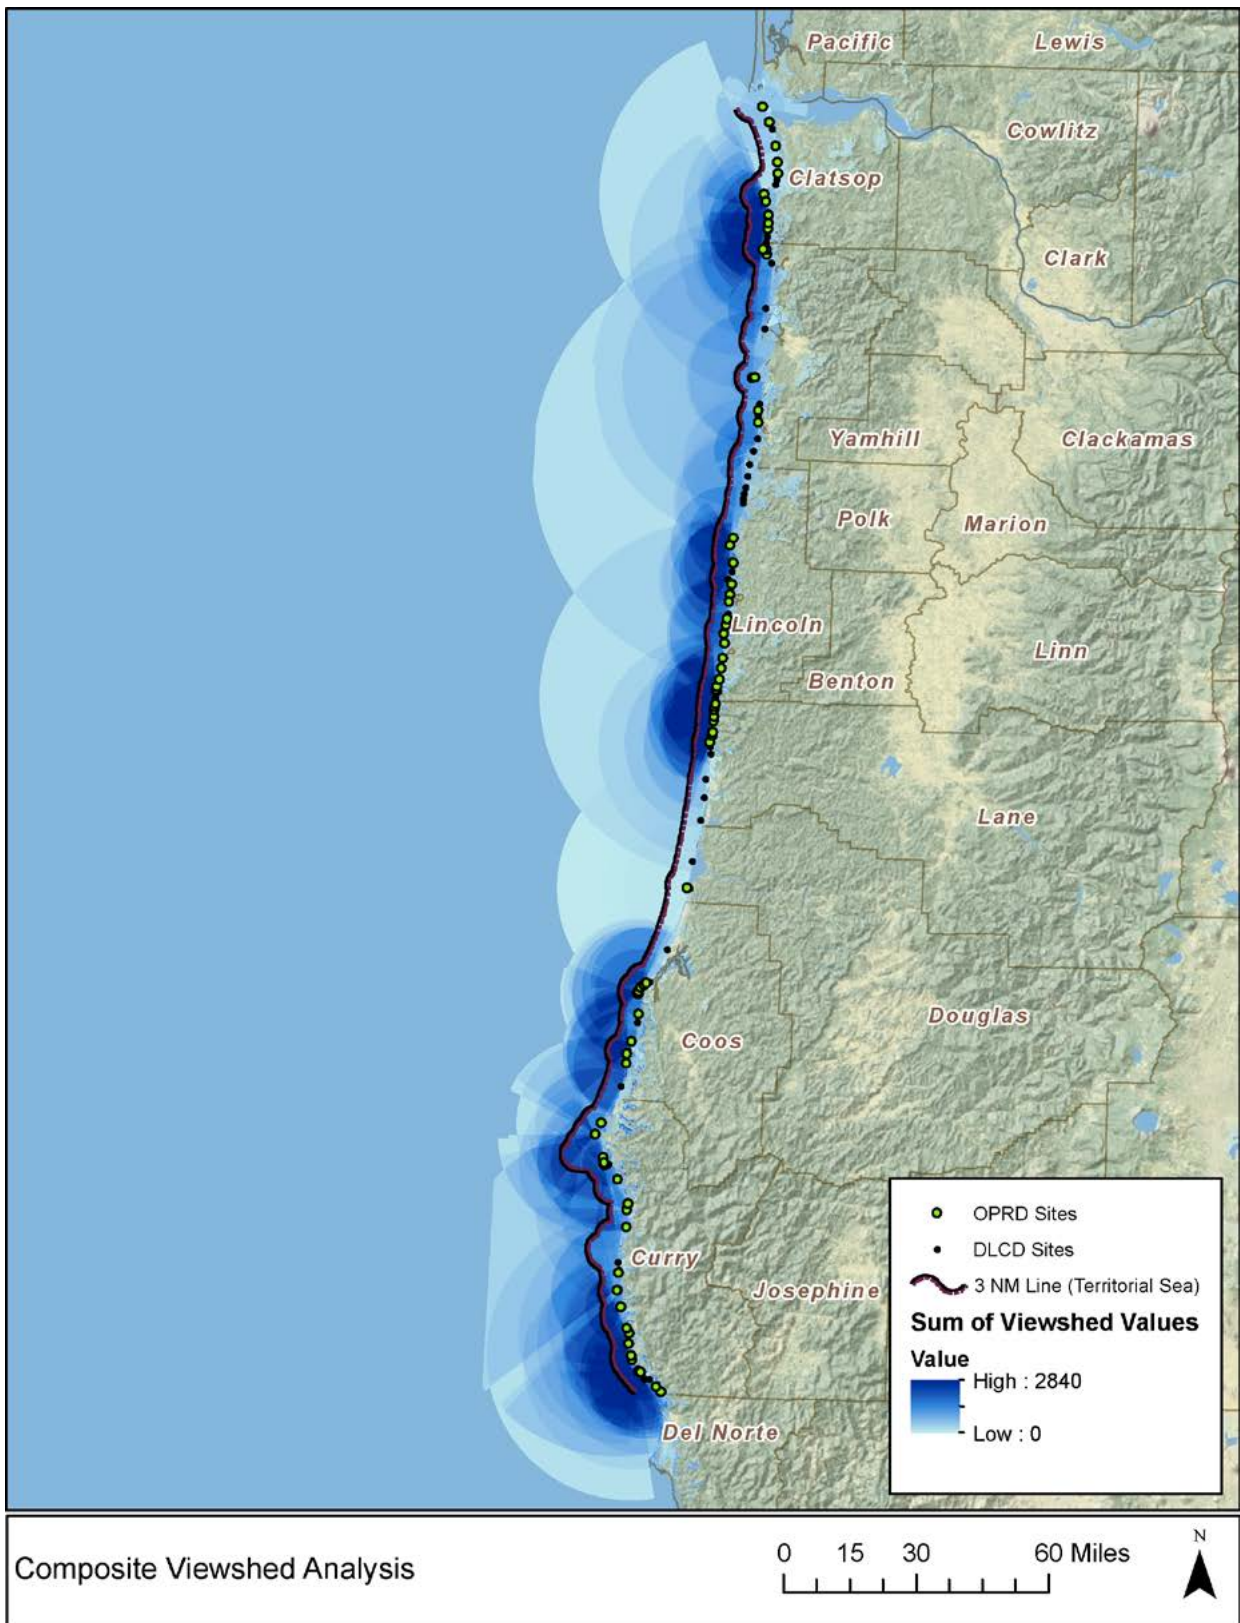 Pacific
Lewis
Cowlitz
Clatsop
Clark
Yamhill
Clackamas
Polk
Marion
Lincoln
Linn
Benton
Lane
Douglas
Coos
Curry
Josephine
Del Norte
OPRD Sites
DLCD Sites
3 NM Line (Territorial Sea)
Sum of Viewshed Values
Value
High : 2840
Low : 0
Composite Viewshed Analysis
0 15 30 60 Miles
N